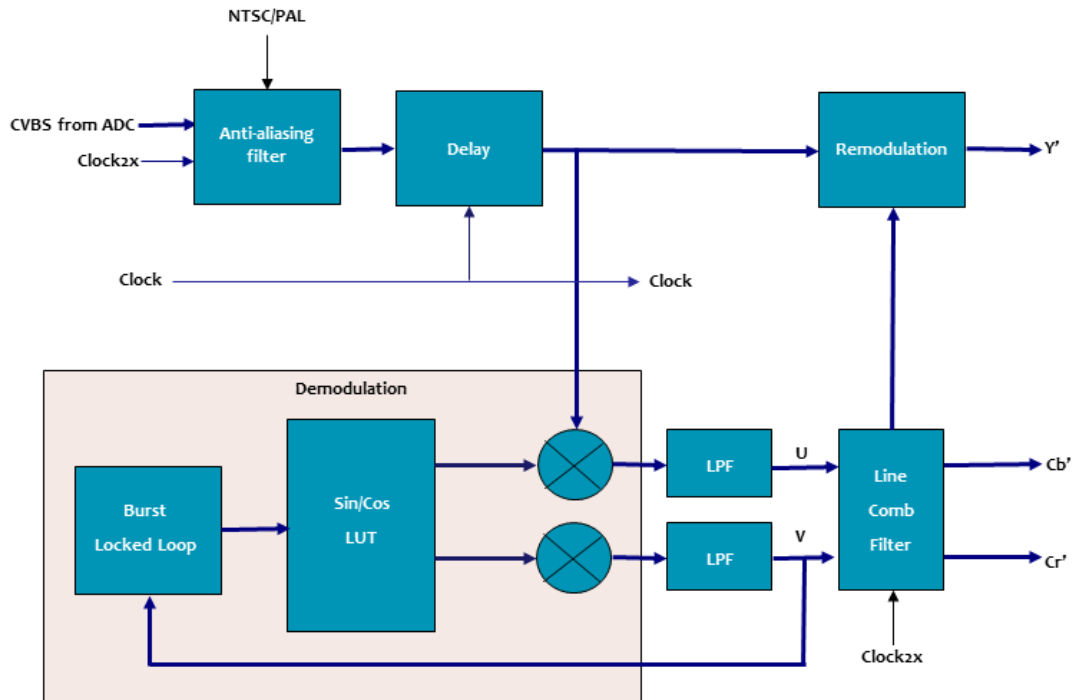 NTSC/PAL
CVBS from ADC
Clock2x
Anti-aliasing
filter
Delay
Remodulation
Y'
Clock
Clock
Demodulation
Burst
Locked Loop
Sin/Cos
LUT
LPF
U
LPF
V
Line
Comb
Filter
Cb'
Cr'
Clock2x